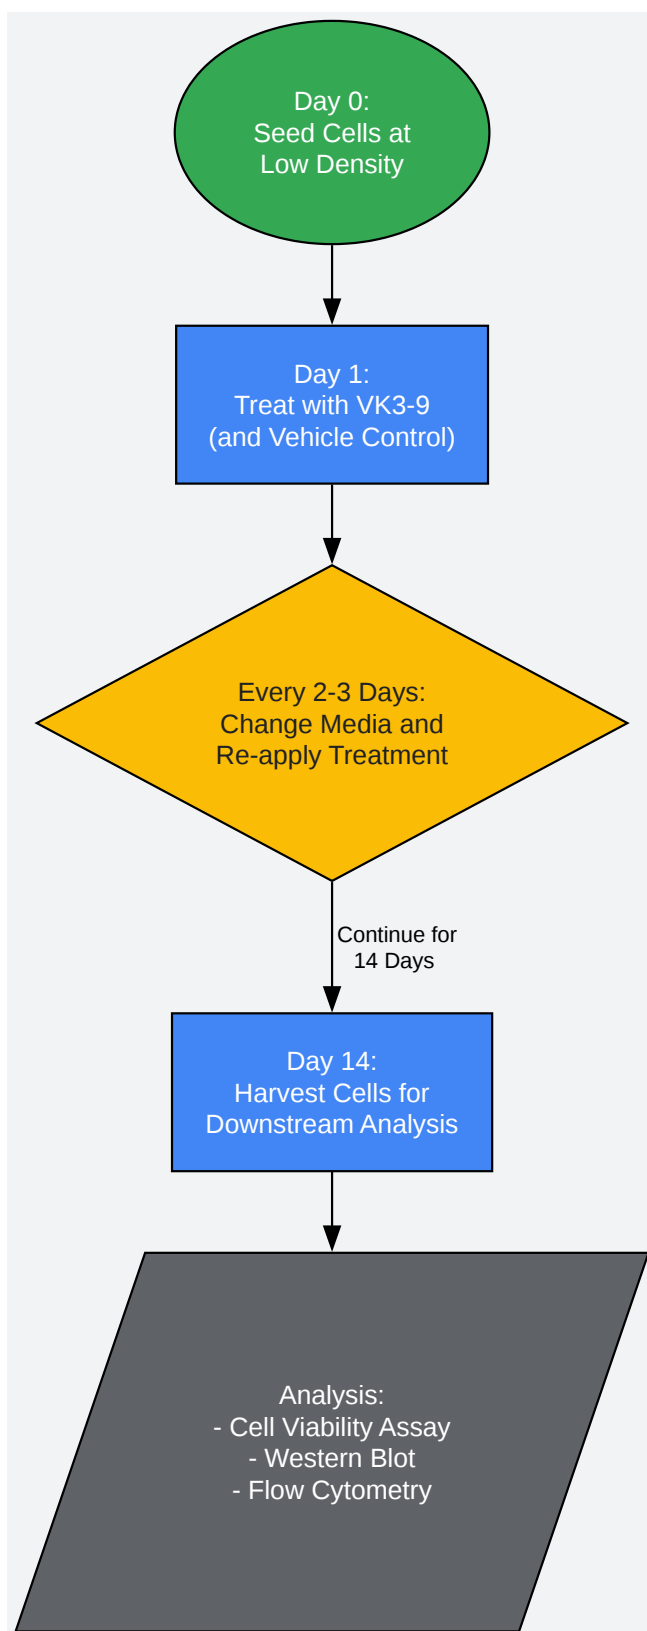 Day 0:
Seed Cells at
Low Density
Day 1:
Treat with VK3-9
(and Vehicle Control)
Every 2-3 Days:
Change Media and
Re-apply Treatment
Continue for
14 Days
Day 14:
Harvest Cells for
Downstream Analysis
Analysis:
- Cell Viability Assay
- Western Blot
- Flow Cytometry